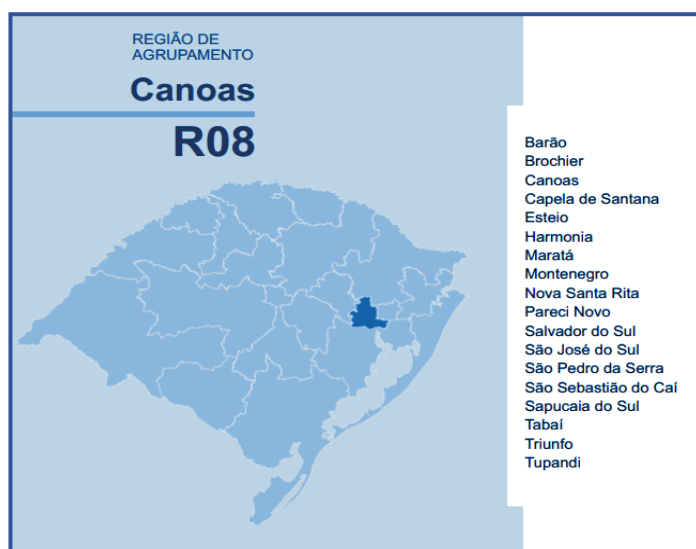 REGIÃO DE
AGRUPAMENTO
Canoas
R08
Barão
Brochier
Canoas
Capela de Santana
Esteio
Harmonia
Maratá
Montenegro
Nova Santa Rita
Pareci Novo
Salvador do Sul
São José do Sul
São Pedro da Serra
São Sebastião do Caí
Sapucaia do Sul
Tabaí
Triunfo
Tupandi